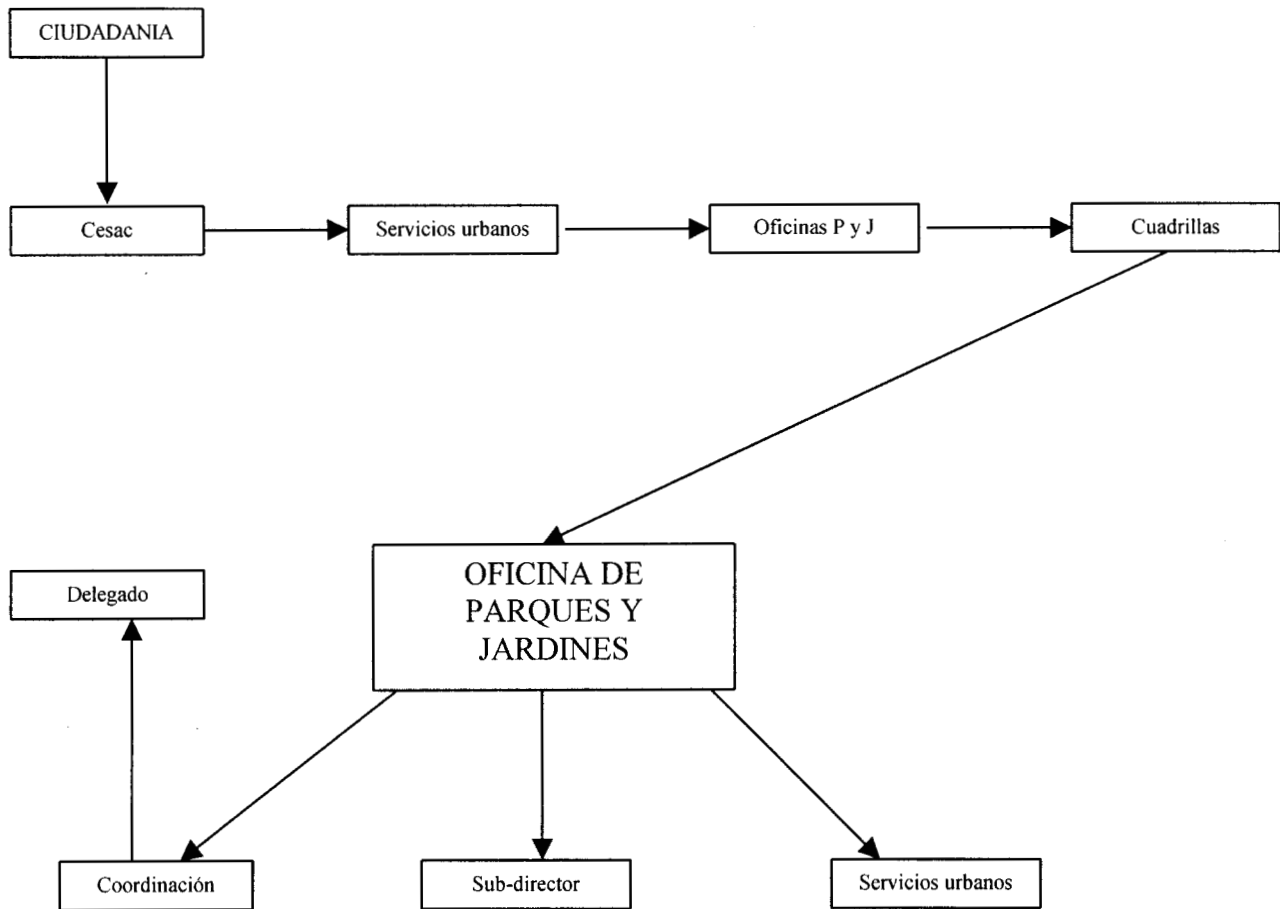 CIUDADANIA
Cesac
Servicios urbanos
Oficinas P y J
Cuadrillas
OFICINA DE
PARQUES Y
JARDINES
Delegado
Coordinación
Sub-director
Servicios urbanos